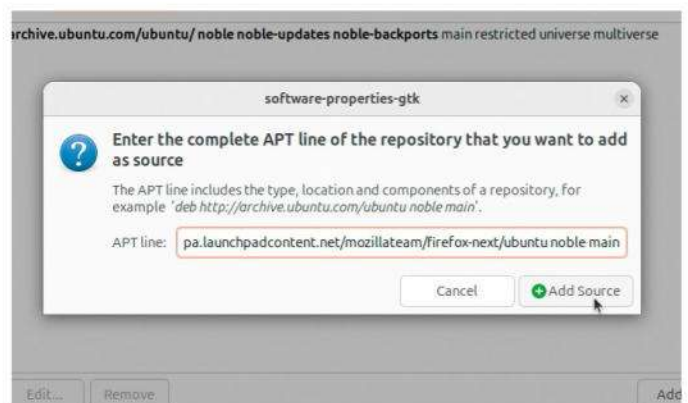 rchive.ubuntu.com/ubuntu/ noble noble-updates noble-backports main restricted universe multiverse
software-properties-gtk
Enter the complete APT line of the repository that you want to add
as source
The APT line includes the type, location and components of a repository, for
example 'deb http://archive.ubuntu.com/ubuntu noble main'.
APT line: pa.launchpadcontent.net/mozillateam/firefox-next/ubuntu noble main
Cancel Add Source
Edit... Remove Add